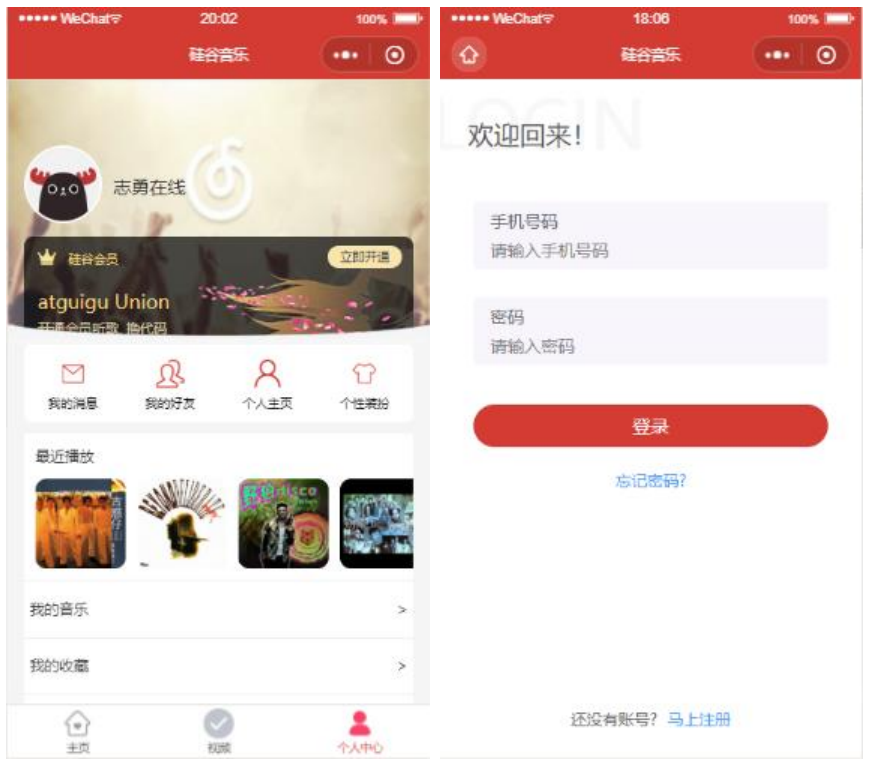 WeChat 20:02 100%
硅谷音乐
志勇在线
硅谷会员 立即开通
atguigu Union
开通会员听歌, 撸代码
我的消息 我的好友 个人主页 个性装扮
最近播放
古惑仔
disco
我的音乐 >
我的收藏 >
主页 视频 个人中心
WeChat 18:06 100%
硅谷音乐
LOGIN
欢迎回来!
手机号码
请输入手机号码
密码
请输入密码
登录
忘记密码?
还没有账号? 马上注册